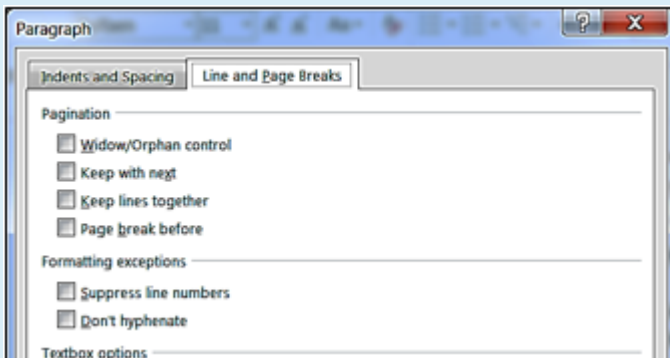 Paragraph
Indents and Spacing
Line and Page Breaks
Pagination
Widow/Orphan control
Keep with next
Keep lines together
Page break before
Formatting exceptions
Suppress line numbers
Don't hyphenate
Textbox options